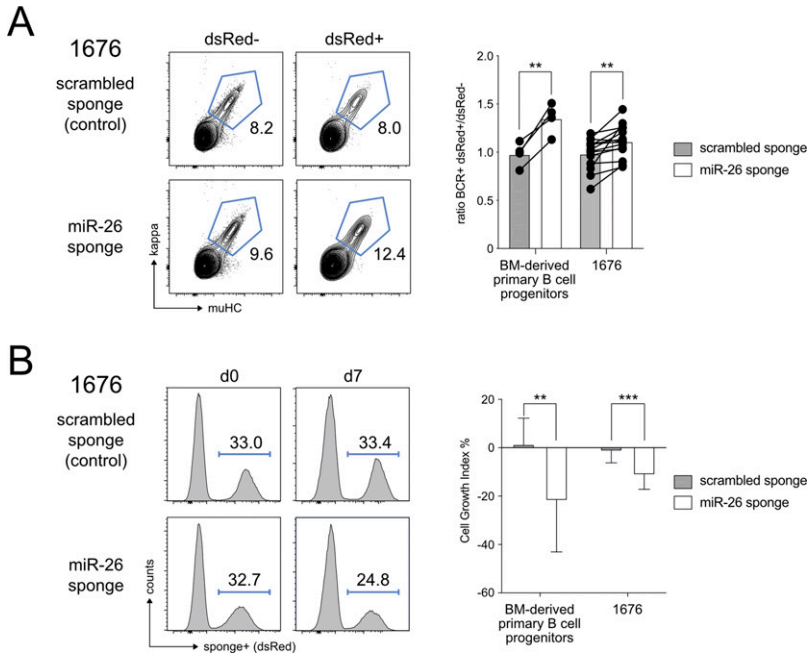 A
1676
scrambled
sponge
(control)
dsRed-
dsRed+
8.2
8.0
miR-26
sponge
9.6
12.4
kappa
muHC
ratio BCR+ dsRed+/dsRed-
2.0
1.5
1.0
0.5
0
**
**
BM-derived
primary B cell
progenitors
1676
scrambled sponge
miR-26 sponge
B
1676
scrambled
sponge
(control)
d0
d7
33.0
33.4
miR-26
sponge
32.7
24.8
counts
sponge+ (dsRed)
Cell Growth Index %
20
0
-20
-40
-60
**
***
BM-derived
primary B cell
progenitors
1676
scrambled sponge
miR-26 sponge